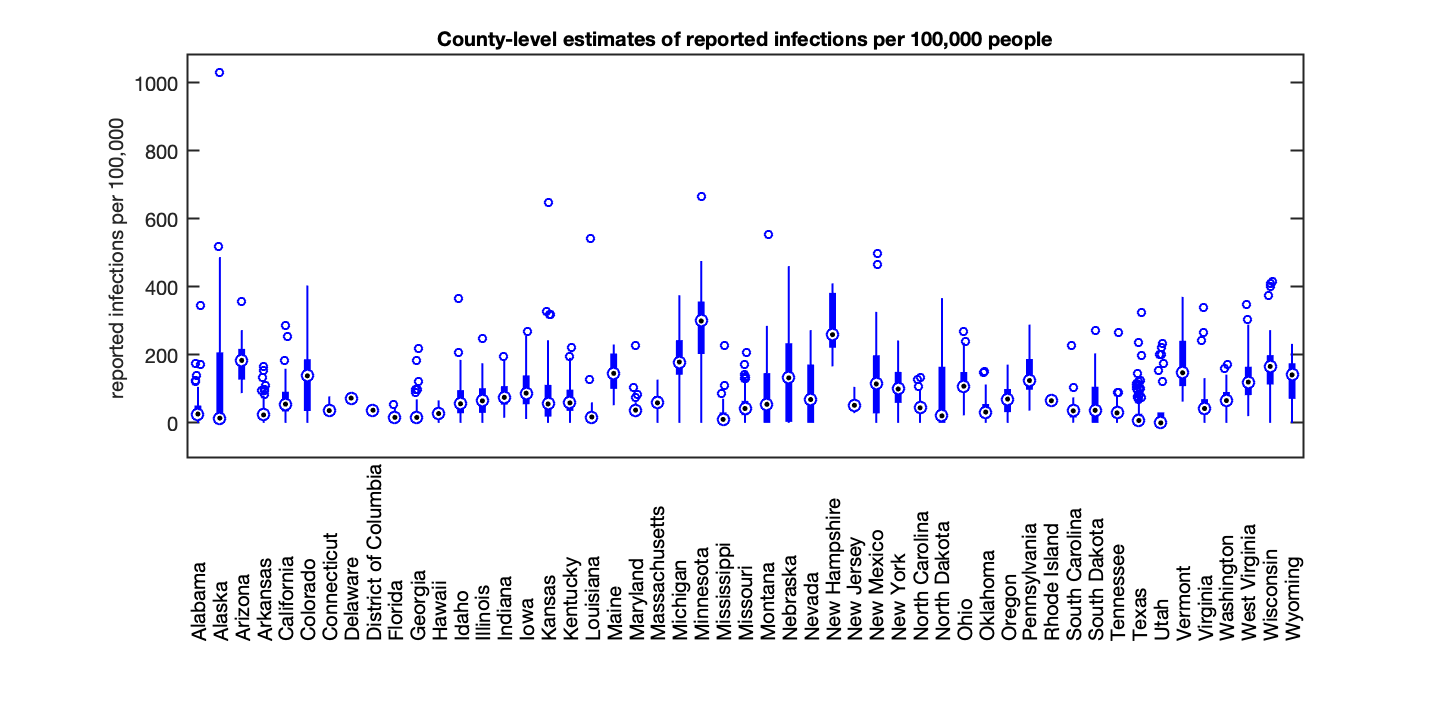 County-level estimates of reported infections per 100,000 people
reported infections per 100,000
1000
800
600
400
200
0
Alabama
Alaska
Arizona
Arkansas
California
Colorado
Connecticut
Delaware
District of Columbia
Florida
Georgia
Hawaii
Idaho
Illinois
Indiana
Iowa
Kansas
Kentucky
Louisiana
Maine
Maryland
Massachusetts
Michigan
Minnesota
Mississippi
Missouri
Montana
Nebraska
Nevada
New Hampshire
New Jersey
New Mexico
New York
North Carolina
North Dakota
Ohio
Oklahoma
Oregon
Pennsylvania
Rhode Island
South Carolina
South Dakota
Tennessee
Texas
Utah
Vermont
Virginia
Washington
West Virginia
Wisconsin
Wyoming